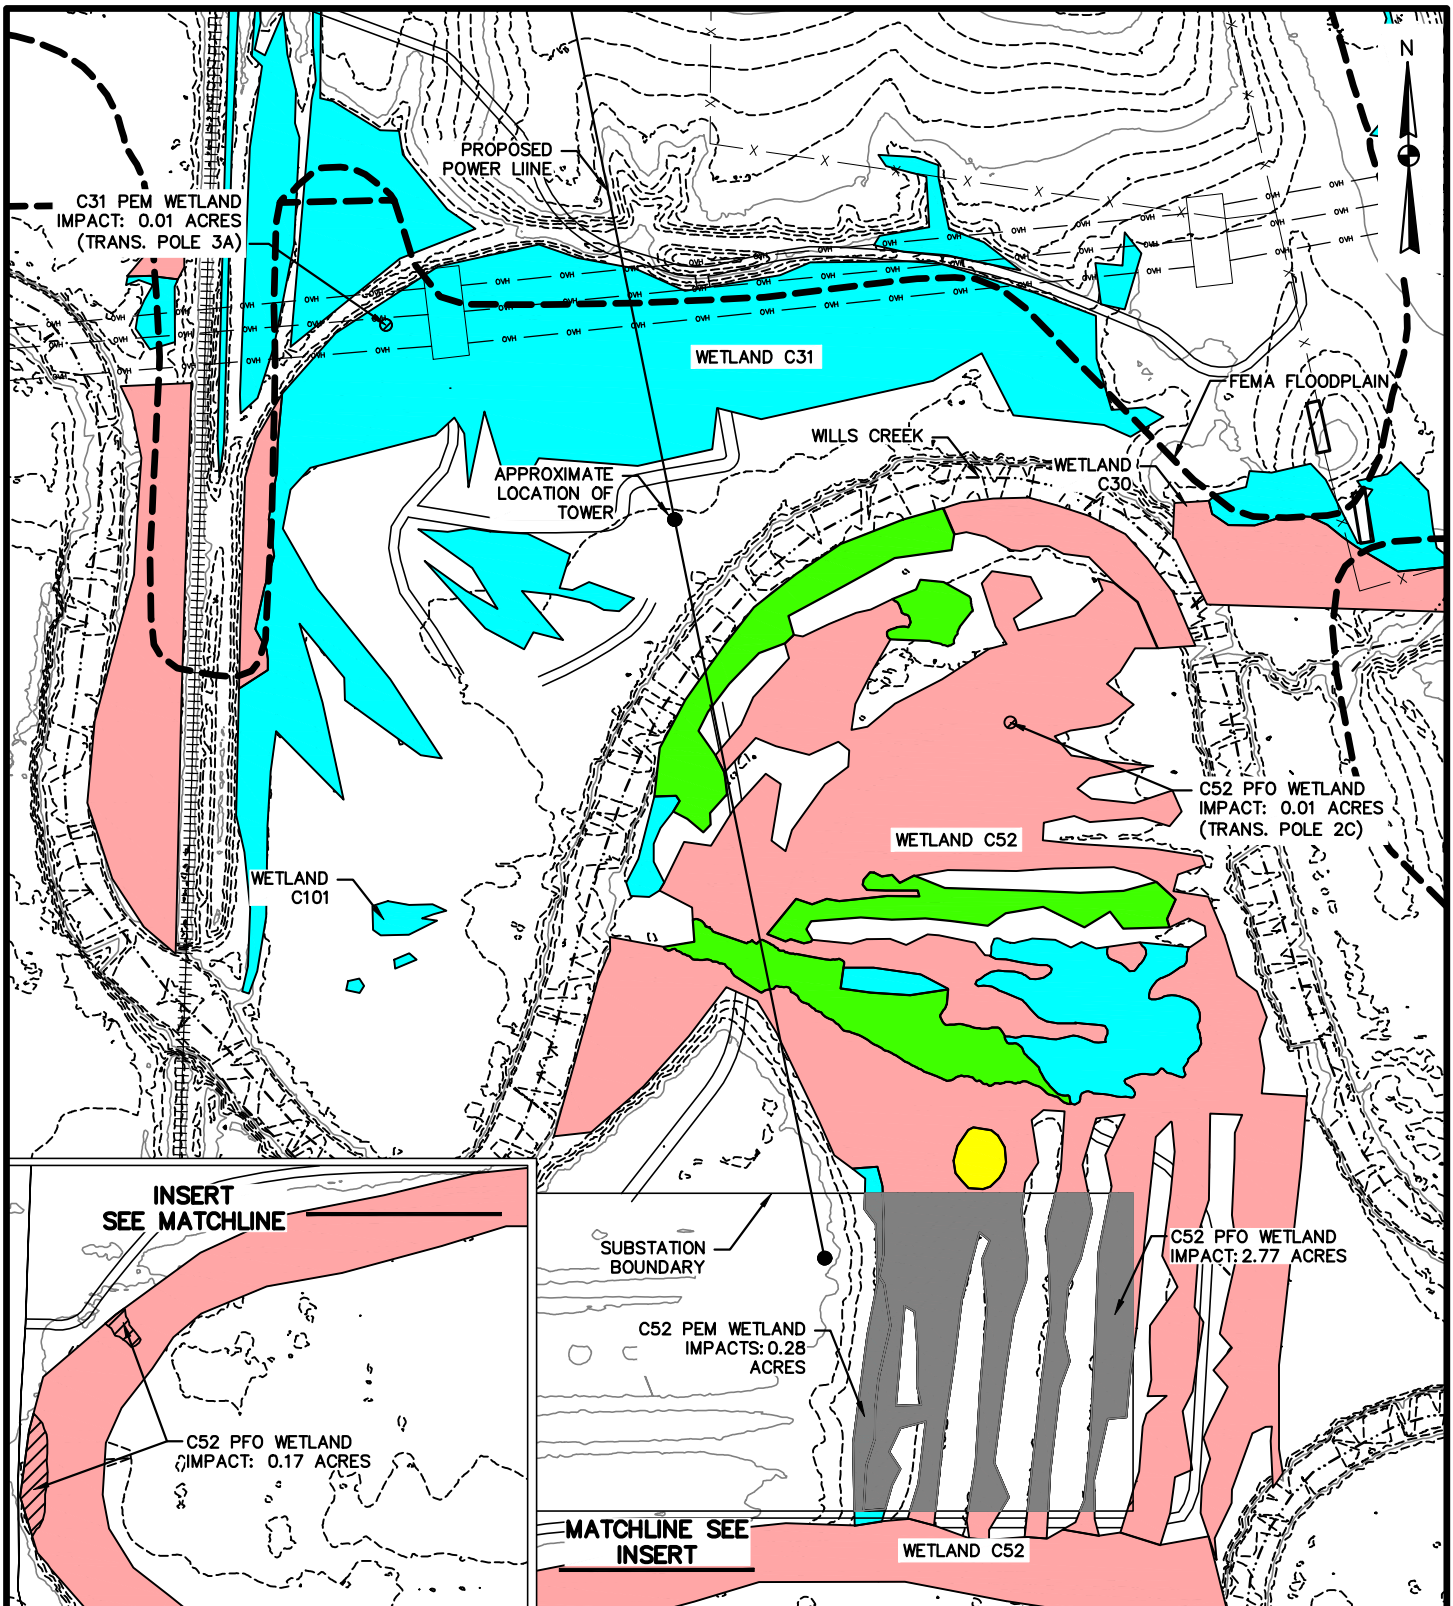 N
PROPOSED
POWER LIINE
C31 PEM WETLAND
IMPACT: 0.01 ACRES
(TRANS. POLE 3A)
WETLAND C31
FEMA FLOODPLAIN
WILLS CREEK
WETLAND
C30
APPROXIMATE
LOCATION OF
TOWER
C52 PFO WETLAND
IMPACT: 0.01 ACRES
(TRANS. POLE 2C)
WETLAND C52
WETLAND
C101
INSERT
SEE MATCHLINE
SUBSTATION
BOUNDARY
C52 PFO WETLAND
IMPACT: 2.77 ACRES
C52 PEM WETLAND
IMPACTS: 0.28
ACRES
C52 PFO WETLAND
IMPACT: 0.17 ACRES
MATCHLINE SEE
INSERT
WETLAND C52